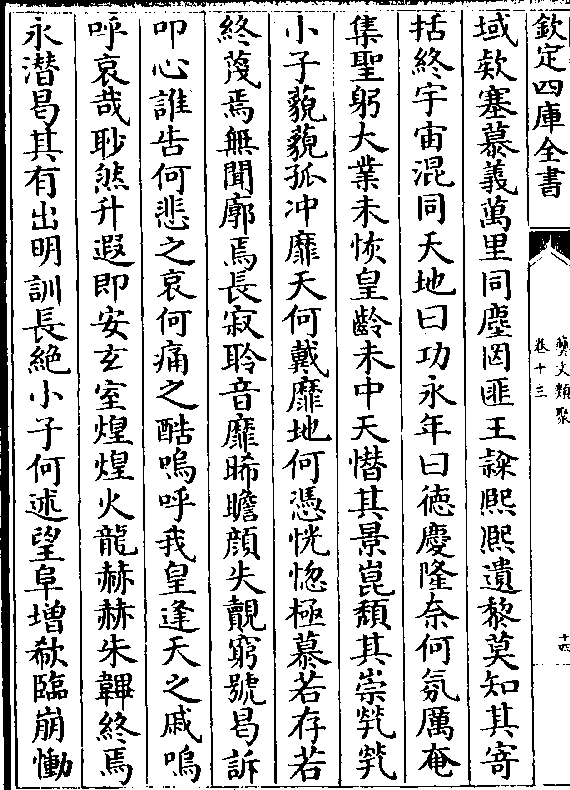 欽定四庫全書
藝文類聚
卷十三
十四
域欵塞慕義萬里同塵罔匪王諫熙熙遺黎莫知其寄
括終宇宙混同天地曰功永年曰德慶隆奈何氛厲奄
集聖躬大業未恢皇齡未中天僭其景崑頹其崇煢煢
小子藐藐孤冲靡天何戴靡地何憑恍惚極慕若存若
終蔑焉無聞廓焉長寂聆音靡晞瞻顔失覿窮號曷訴
叩心誰告何悲之哀何痛之酷嗚呼我皇逢天之戚嗚
呼哀哉眇然升遐即安玄室煌煌火龍赫赫朱韠終焉
永潜曷其有出明訓長絶小子何述望阜增欷臨崩慟